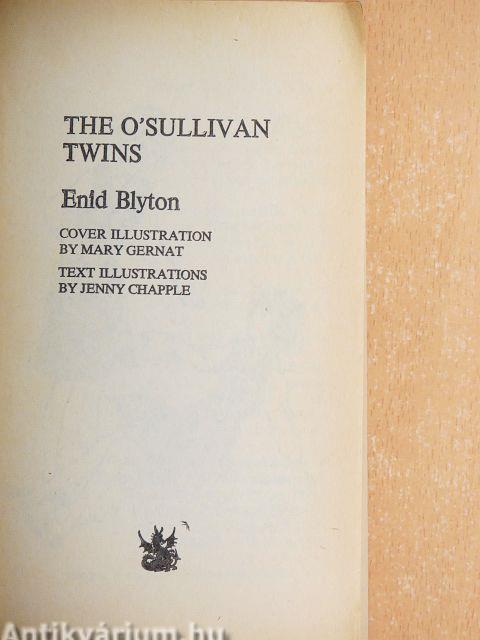 THE O'SULLIVAN
TWINS
Enid Blyton
COVER ILLUSTRATION
BY MARY GERNAT
TEXT ILLUSTRATIONS
BY JENNY CHAPPLE
Antikvárium.hu